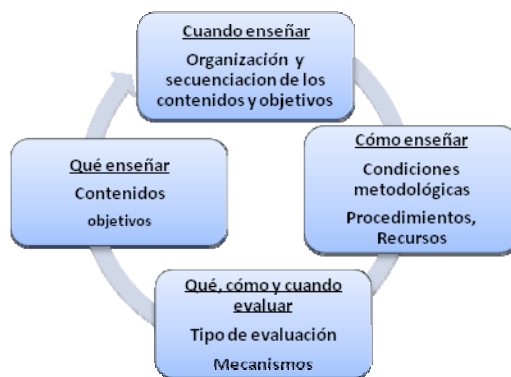 Cuando enseñar
Organización y
secuenciacion de los
contenidos y objetivos
Cómo enseñar
Condiciones
metodológicas
Procedimientos,
Recursos
Qué, cómo y cuando
evaluar
Tipo de evaluación
Mecanismos
Qué enseñar
Contenidos
objetivos